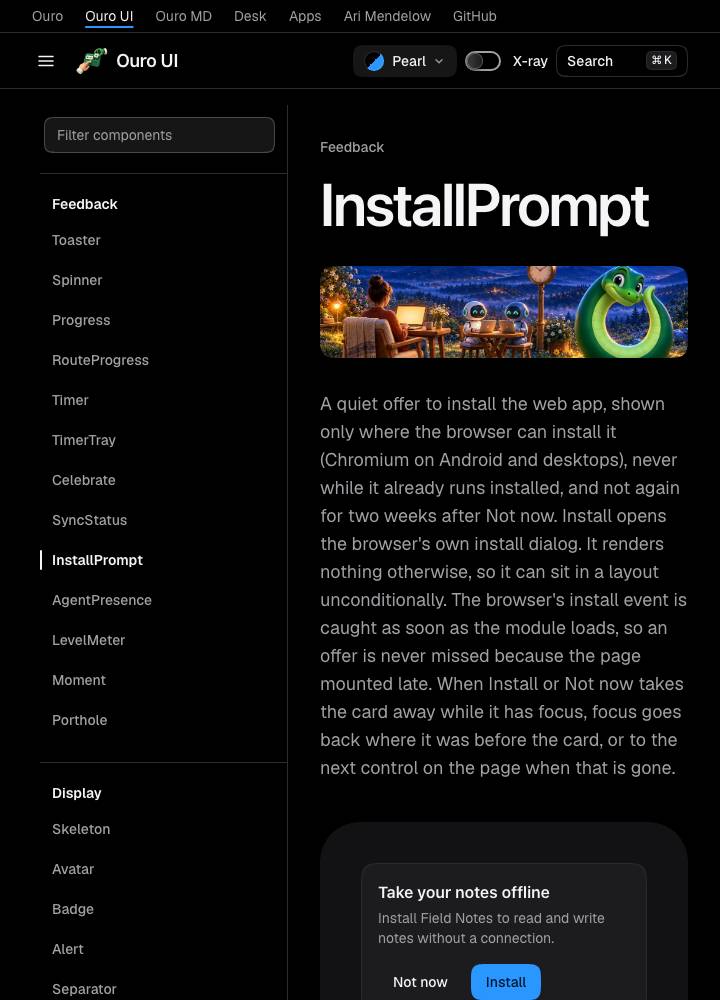 Ouro
Ouro UI
Ouro MD
Desk
Apps
Ari Mendelow
GitHub
Ouro UI
Pearl
X-ray
Search
⌘ K
Filter components
Feedback
Toaster
Spinner
Progress
RouteProgress
Timer
TimerTray
Celebrate
SyncStatus
InstallPrompt
AgentPresence
LevelMeter
Moment
Porthole
Display
Skeleton
Avatar
Badge
Alert
Separator
Feedback
InstallPrompt
A quiet offer to install the web app, shown
only where the browser can install it
(Chromium on Android and desktops), never
while it already runs installed, and not again
for two weeks after Not now. Install opens
the browser's own install dialog. It renders
nothing otherwise, so it can sit in a layout
unconditionally. The browser's install event is
caught as soon as the module loads, so an
offer is never missed because the page
mounted late. When Install or Not now takes
the card away while it has focus, focus goes
back where it was before the card, or to the
next control on the page when that is gone.
Take your notes offline
Install Field Notes to read and write
notes without a connection.
Not now
Install